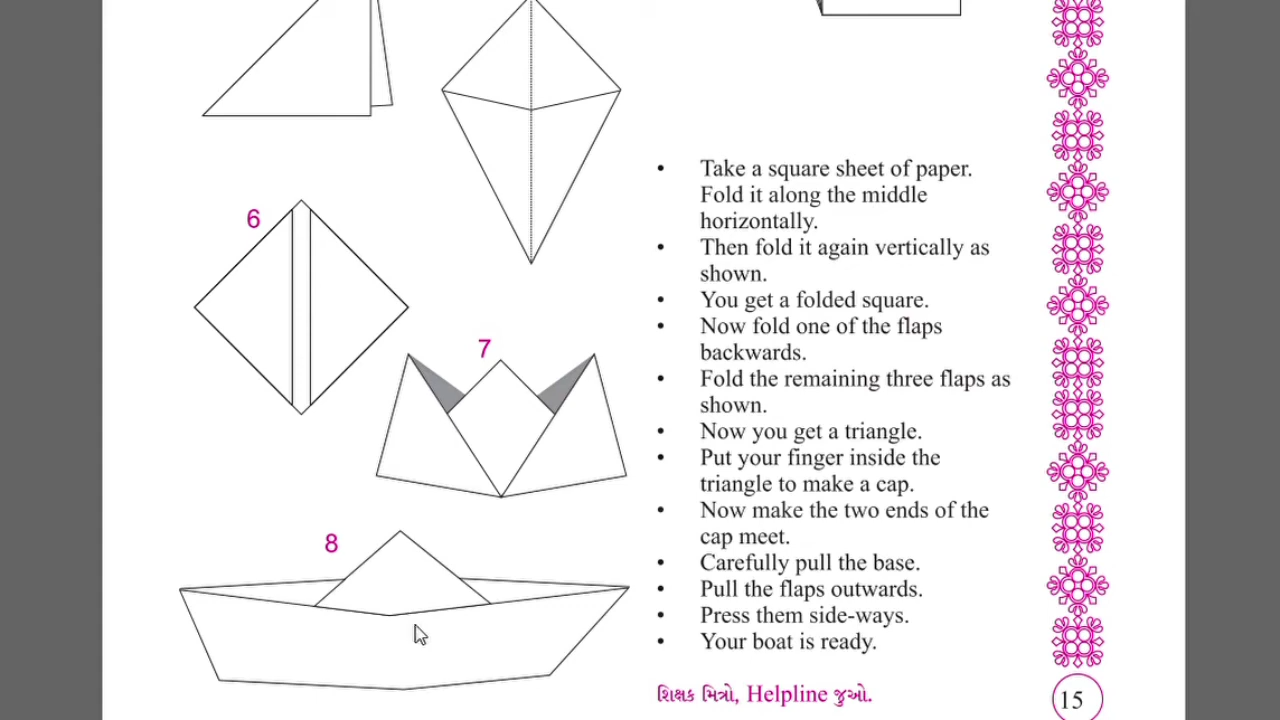 6
7
8
• Take a square sheet of paper.
Fold it along the middle
horizontally.
• Then fold it again vertically as
shown.
• You get a folded square.
• Now fold one of the flaps
backwards.
• Fold the remaining three flaps as
shown.
• Now you get a triangle.
• Put your finger inside the
triangle to make a cap.
• Now make the two ends of the
cap meet.
• Carefully pull the base.
• Pull the flaps outwards.
• Press them side-ways.
• Your boat is ready.
શિક્ષક મિત્રો, Helpline જુઓ.
15